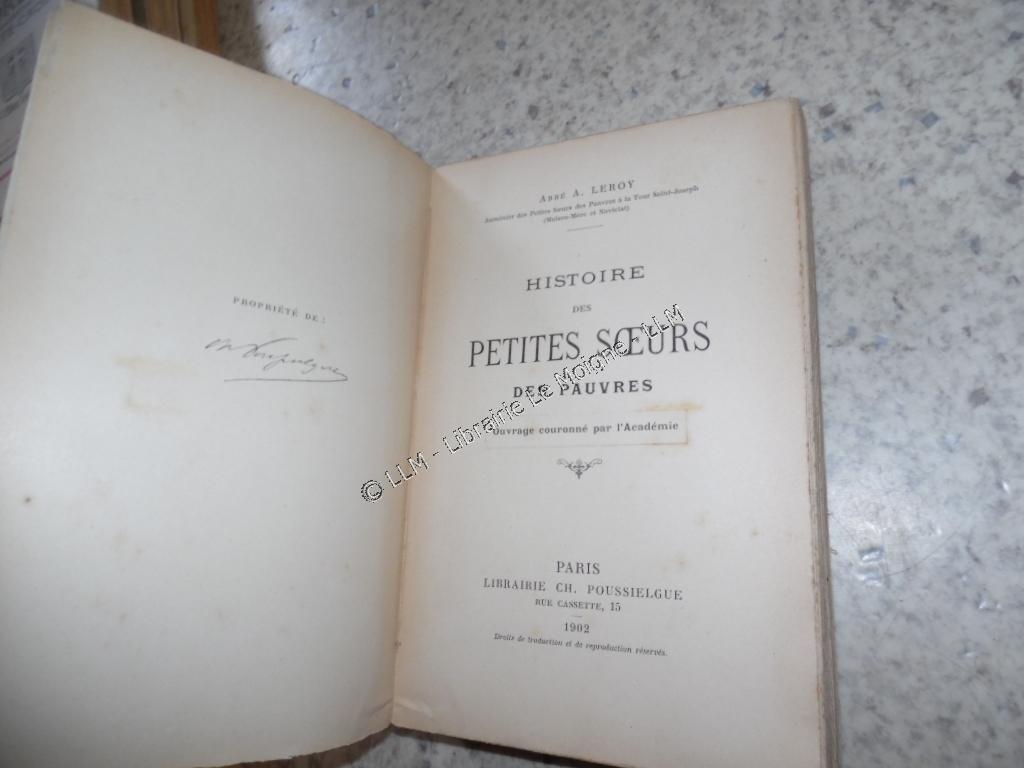 PROPRIÉTÉ DE :
ABBÉ A. LEROY
Aumônier des Petites Sœurs des Pauvres à la Tour Saint-Joseph
(Maison-Mère et Noviciat)
HISTOIRE
DES
PETITES SŒURS
DES PAUVRES
Ouvrage couronné par l'Académie
PARIS
LIBRAIRIE CH. POUSSIELGUE
RUE CASSETTE, 15
1902
Droits de traduction et de reproduction réservés.
© LLM - Librairie Le Moigne - LLM